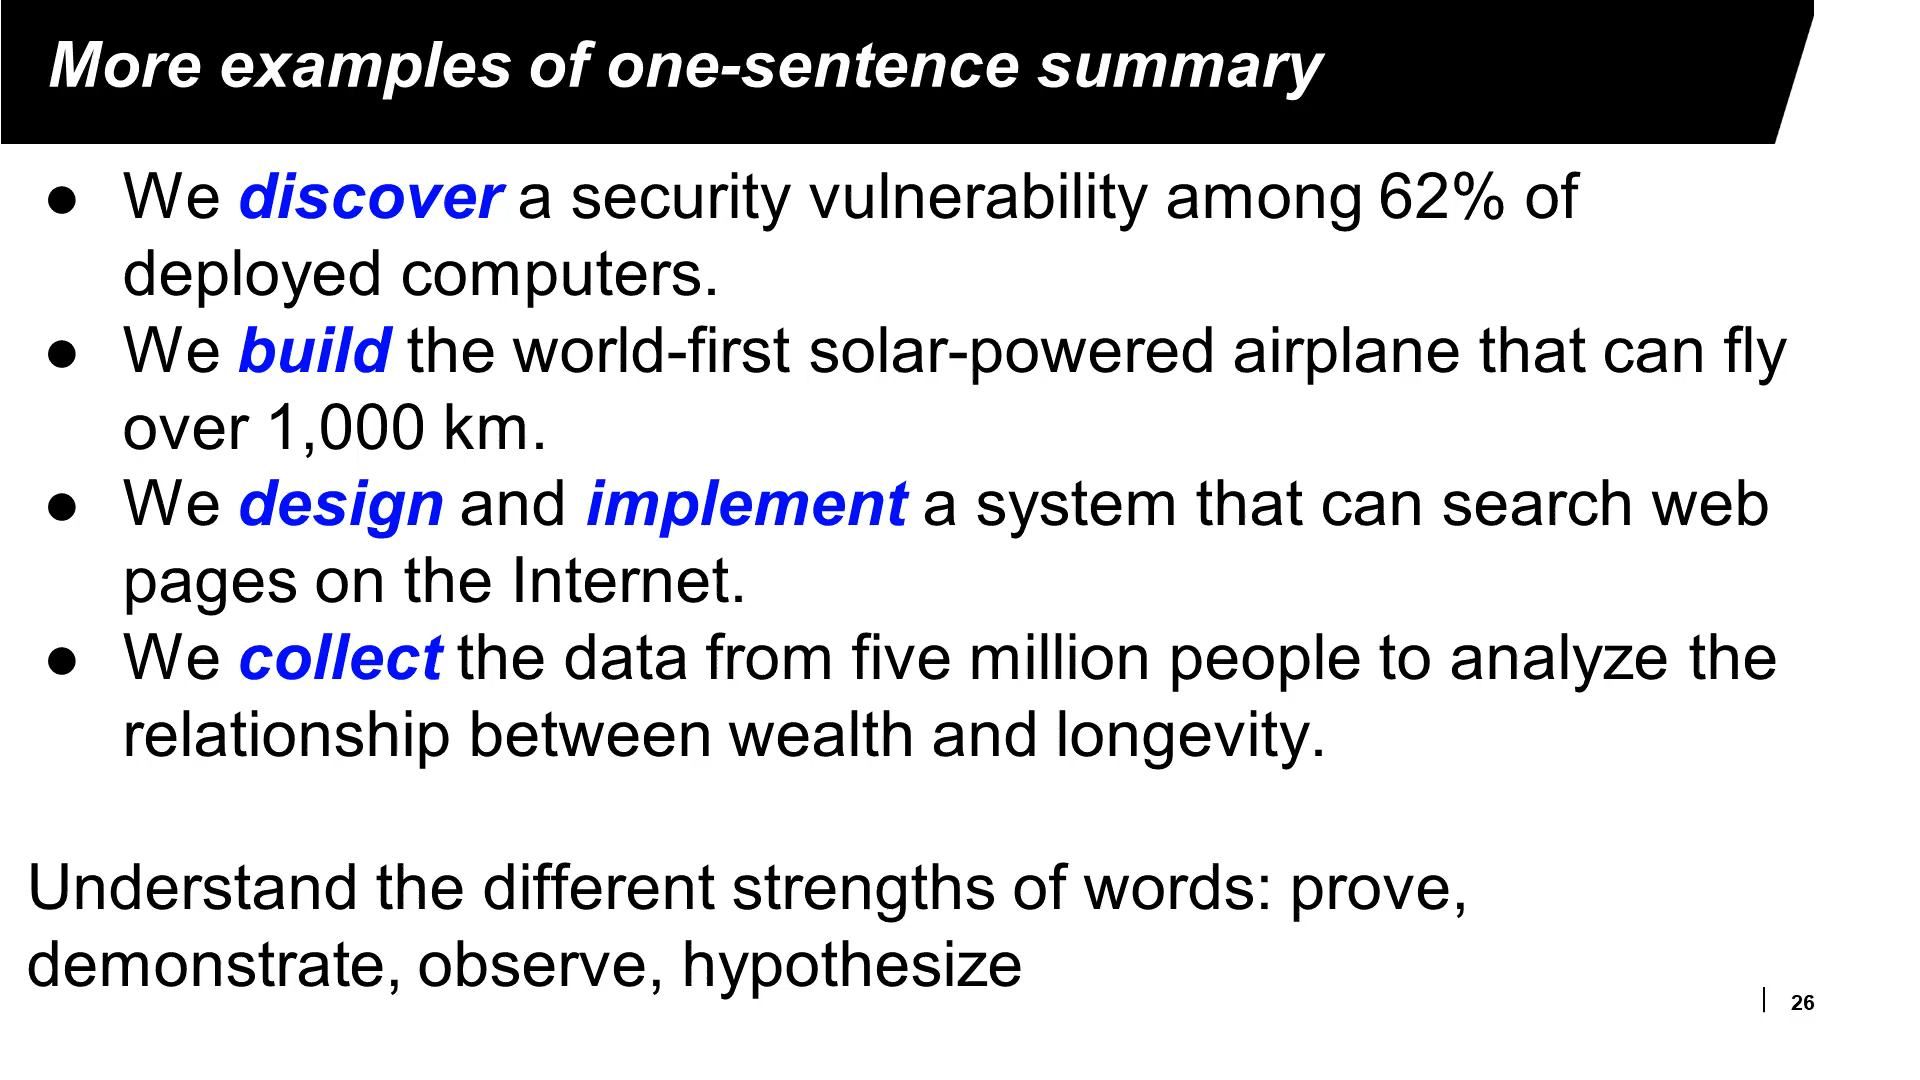 More examples of one-sentence summary
● We discover a security vulnerability among 62% of
deployed computers.
● We build the world-first solar-powered airplane that can fly
over 1,000 km.
● We design and implement a system that can search web
pages on the Internet.
● We collect the data from five million people to analyze the
relationship between wealth and longevity.
Understand the different strengths of words: prove,
demonstrate, observe, hypothesize
26